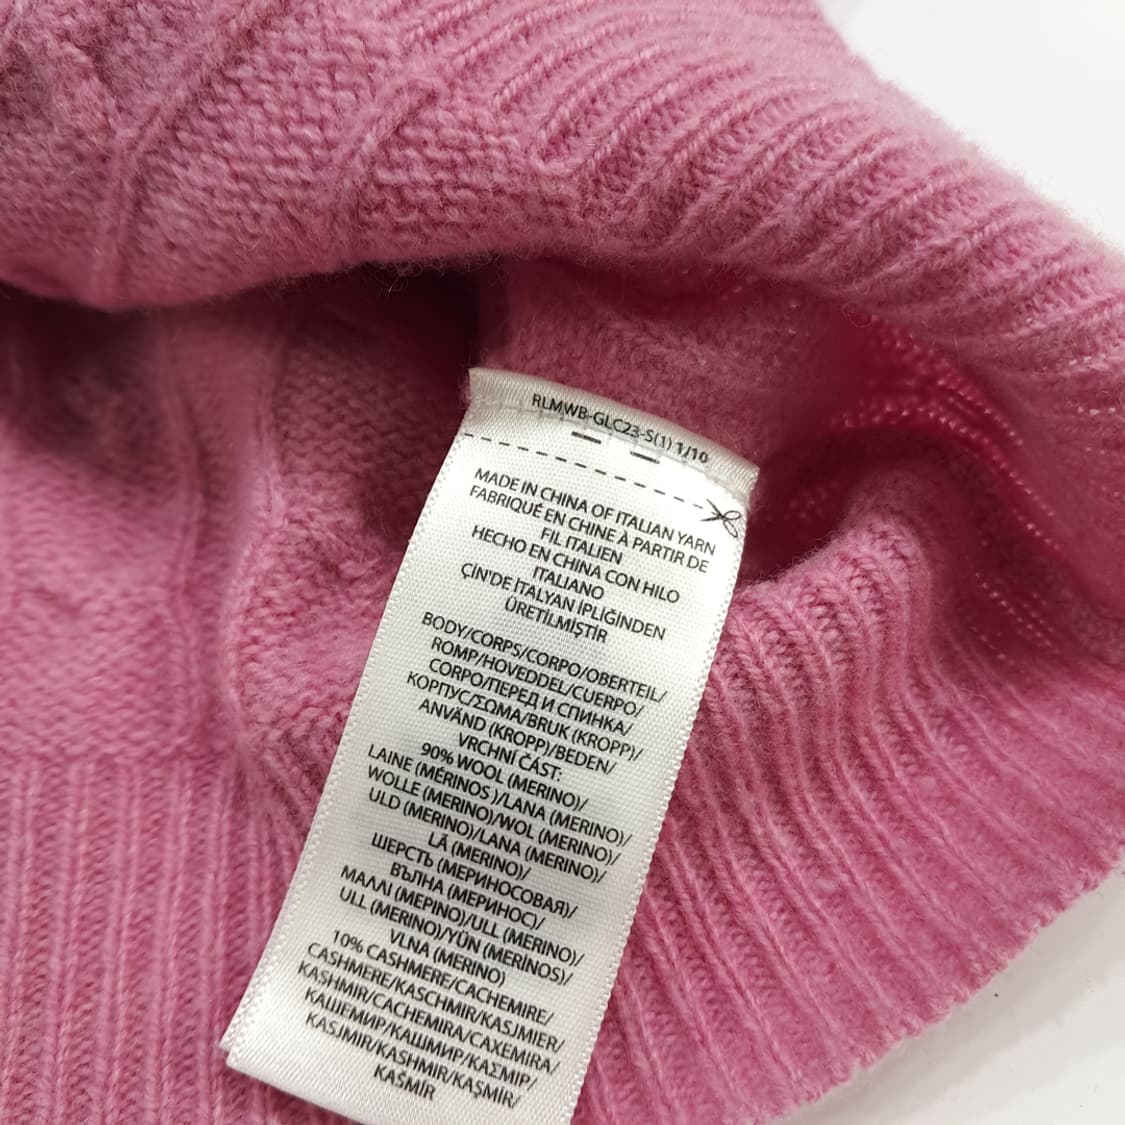 RLMWB-GLC23-S(1) 1/10
MADE IN CHINA OF ITALIAN YARN
FABRIQUÉ EN CHINE À PARTIR DE
FIL ITALIEN
HECHO EN CHINA CON HILO
ITALIANO
ÇİN'DE İTALYAN İPLİĞİNDEN
ÜRETİLMİŞTİR
BODY/CORPS/CORPO/OBERTEIL/
ROMP/HOVEDDEL/CUERPO/
CORPO/ПЕРЕД И СПИНКА/
КОРПУС/ΣΩΜΑ/BRUK (KROPP)/
ANVÄND (KROPP)/BEDEN/
VRCHNÍ ČÁST:
90% WOOL (MERINO)/
LAINE (MÉRINOS )/LANA (MERINO)/
WOLLE (MERINO)/WOL (MERINO)/
ULD (MERINO)/LANA (MERINO)/
LÃ (MERINO)/
ШЕРСТЬ (МЕРИНОСОВАЯ)/
ВЪЛНА (МЕРИНОС)/
ΜΑΛΛΙ (ΜΕΡΙΝΟ)/ULL (MERINO)/
ULL (MERINO)/YÜN (MERİNOS)/
VLNA (MERINO)
10% CASHMERE/CACHEMIRE/
CASHMERE/KASCHMIR/KASJMIER/
KASHMIR/CACHEMIRA/CAXEMIRA/
КАШЕМИР/КАШМИР/ΚΑΣΜΙΡ/
KASJMIR/KASHMIR/KAŞMİR/
KAŠMÍR